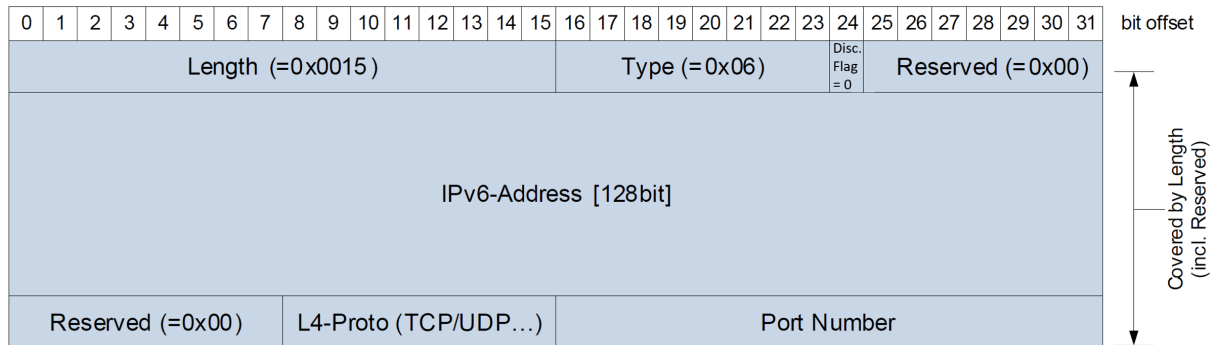 0 1 2 3 4 5 6 7 8 9 10 11 12 13 14 15 16 17 18 19 20 21 22 23 24 25 26 27 28 29 30 31 bit offset
Length (=0x0015) Type (=0x06) Disc. Flag = 0 Reserved (=0x00)
IPv6-Address [128bit]
Covered by Length
(incl. Reserved)
Reserved (=0x00) L4-Proto (TCP/UDP…) Port Number